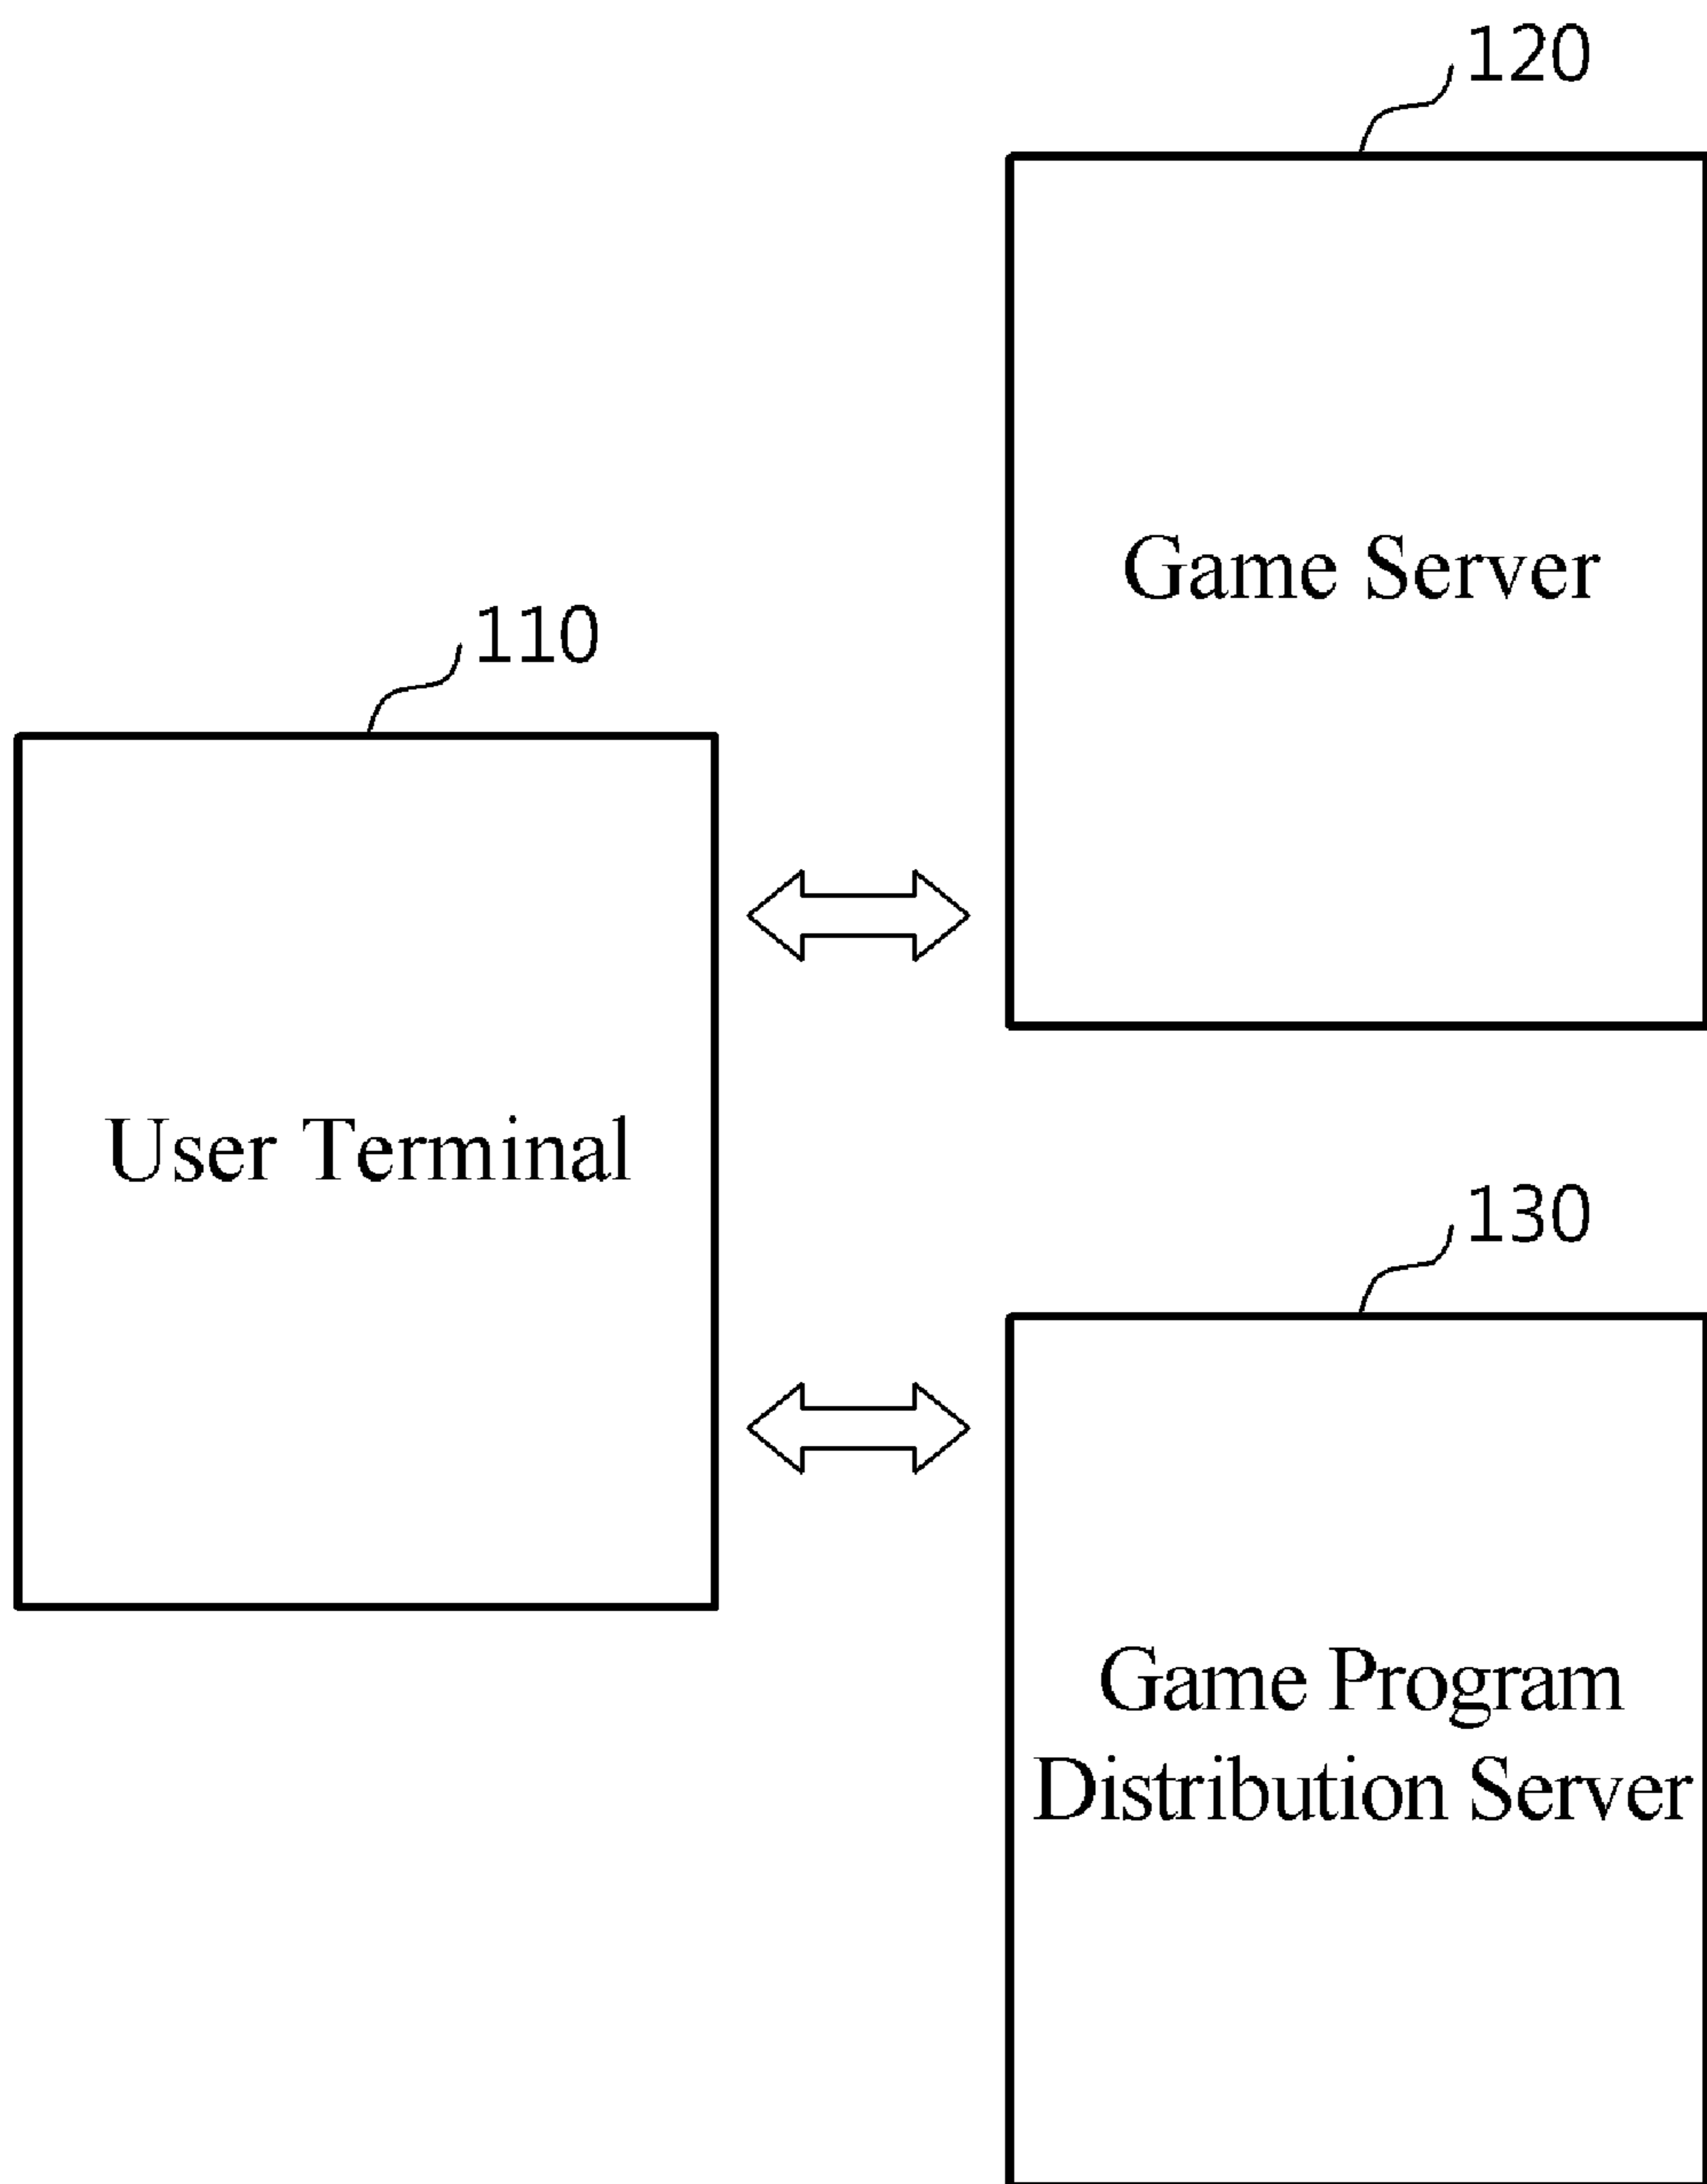 120
Game Server
110
User Terminal
130
Game Program
Distribution Server